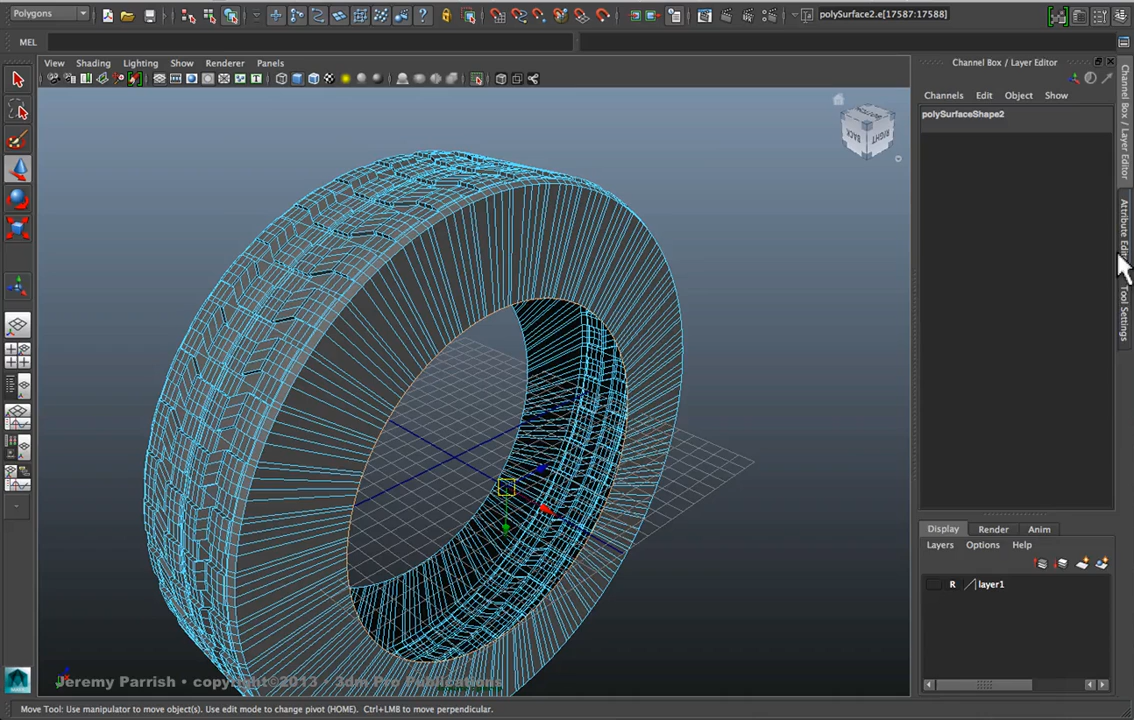 Polygons
polySurface2.e[17587:17588]
MEL
View Shading Lighting Show Renderer Panels
Channel Box / Layer Editor
Channels Edit Object Show
polySurfaceShape2
Channel Box / Layer Editor
Tool Settings
BACK
RIGHT
Display Render Anim
Layers Options Help
R layer1
Jeremy Parrish • copyright©2013 • 3dm Pro Publications
Move Tool: Use manipulator to move object(s). Use edit mode to change pivot (HOME). Ctrl+LMB to move perpendicular.